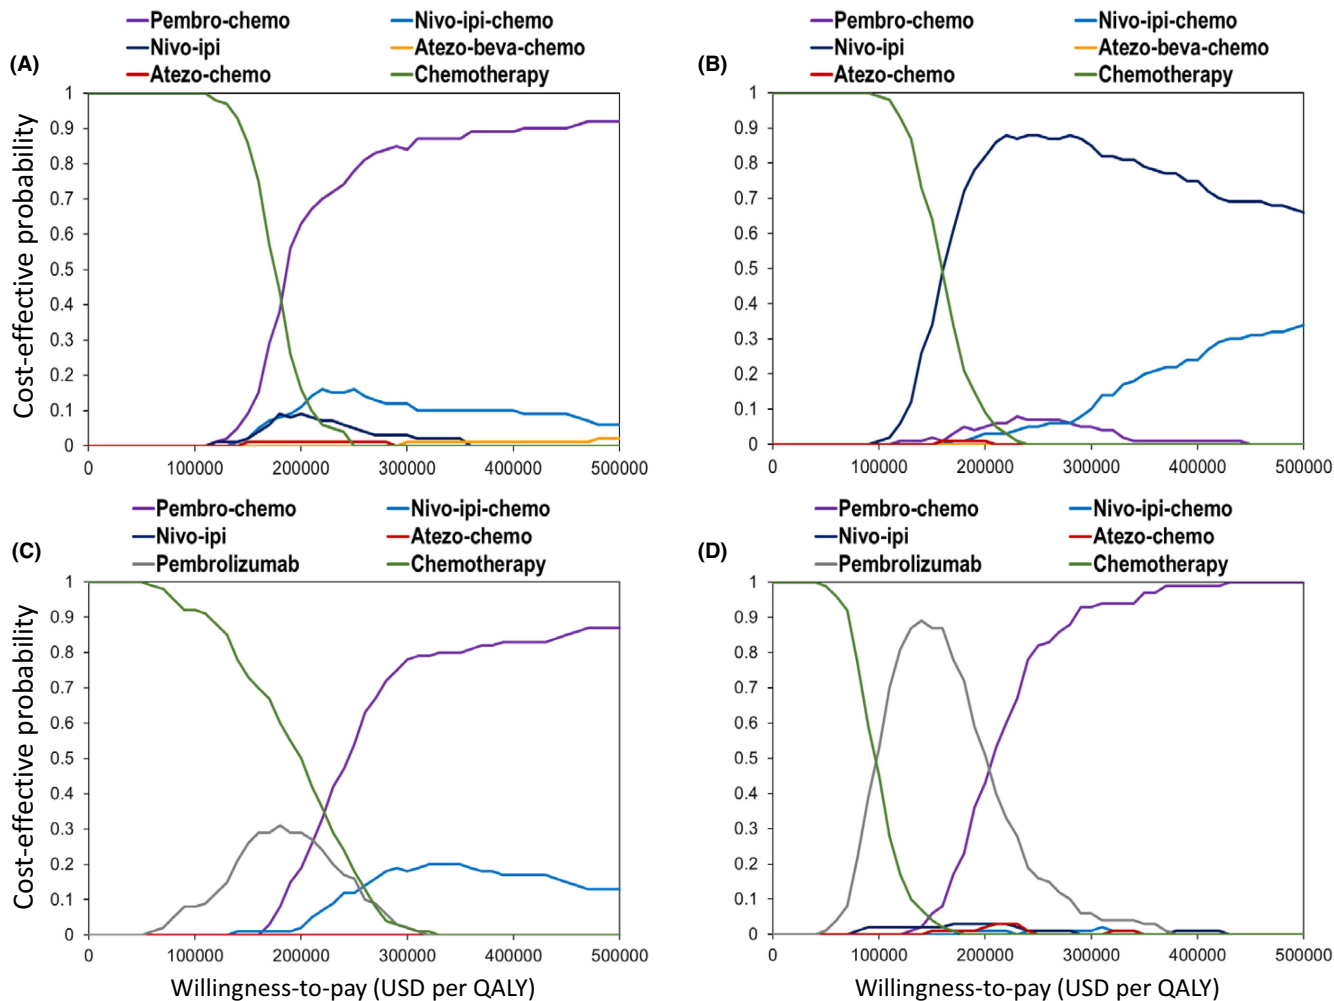 Pembro-chemo Nivo-ipi-chemo
(A) Nivo-ipi Atezo-beva-chemo
Atezo-chemo Chemotherapy
1
0.9
0.8
0.7
0.6
0.5
0.4
0.3
0.2
0.1
0
0 100000 200000 300000 400000 500000
Cost-effective probability
Pembro-chemo Nivo-ipi-chemo
(B) Nivo-ipi Atezo-beva-chemo
Atezo-chemo Chemotherapy
1
0.9
0.8
0.7
0.6
0.5
0.4
0.3
0.2
0.1
0
0 100000 200000 300000 400000 500000
Pembro-chemo Nivo-ipi-chemo
(C) Nivo-ipi Atezo-chemo
Pembrolizumab Chemotherapy
1
0.9
0.8
0.7
0.6
0.5
0.4
0.3
0.2
0.1
0
0 100000 200000 300000 400000 500000
Cost-effective probability
Willingness-to-pay (USD per QALY)
Pembro-chemo Nivo-ipi-chemo
(D) Nivo-ipi Atezo-chemo
Pembrolizumab Chemotherapy
1
0.9
0.8
0.7
0.6
0.5
0.4
0.3
0.2
0.1
0
0 100000 200000 300000 400000 500000
Willingness-to-pay (USD per QALY)